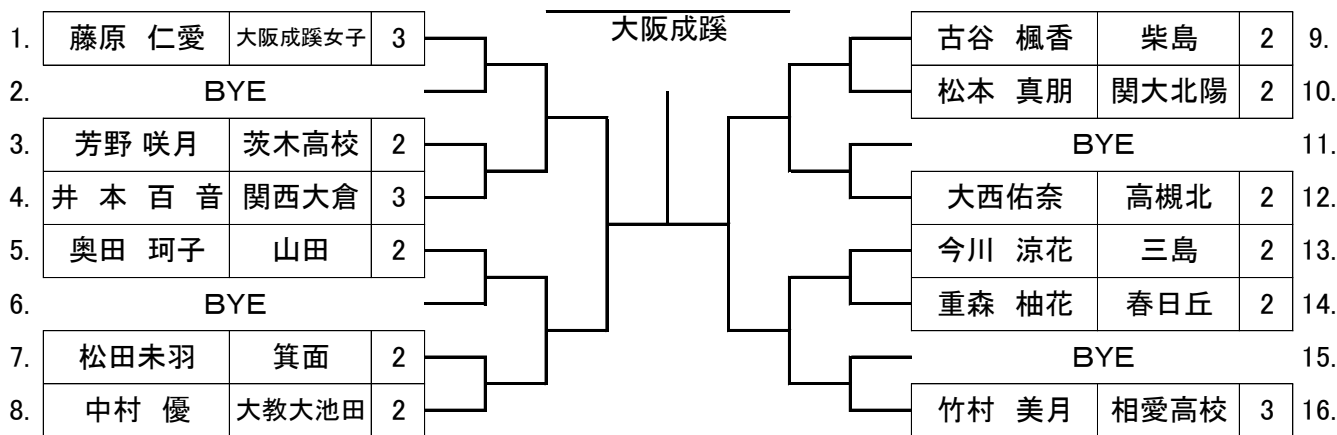 大阪成蹊
1. 藤原 仁愛 大阪成蹊女子 3
2. BYE
3. 芳野 咲月 茨木高校 2
4. 井 本 百 音 関西大倉 3
5. 奥田 珂子 山田 2
6. BYE
7. 松田未羽 箕面 2
8. 中村 優 大教大池田 2
古谷 楓香 柴島 2 9.
松本 真朋 関大北陽 2 10.
BYE 11.
大西佑奈 高槻北 2 12.
今川 涼花 三島 2 13.
重森 柚花 春日丘 2 14.
BYE 15.
竹村 美月 相愛高校 3 16.